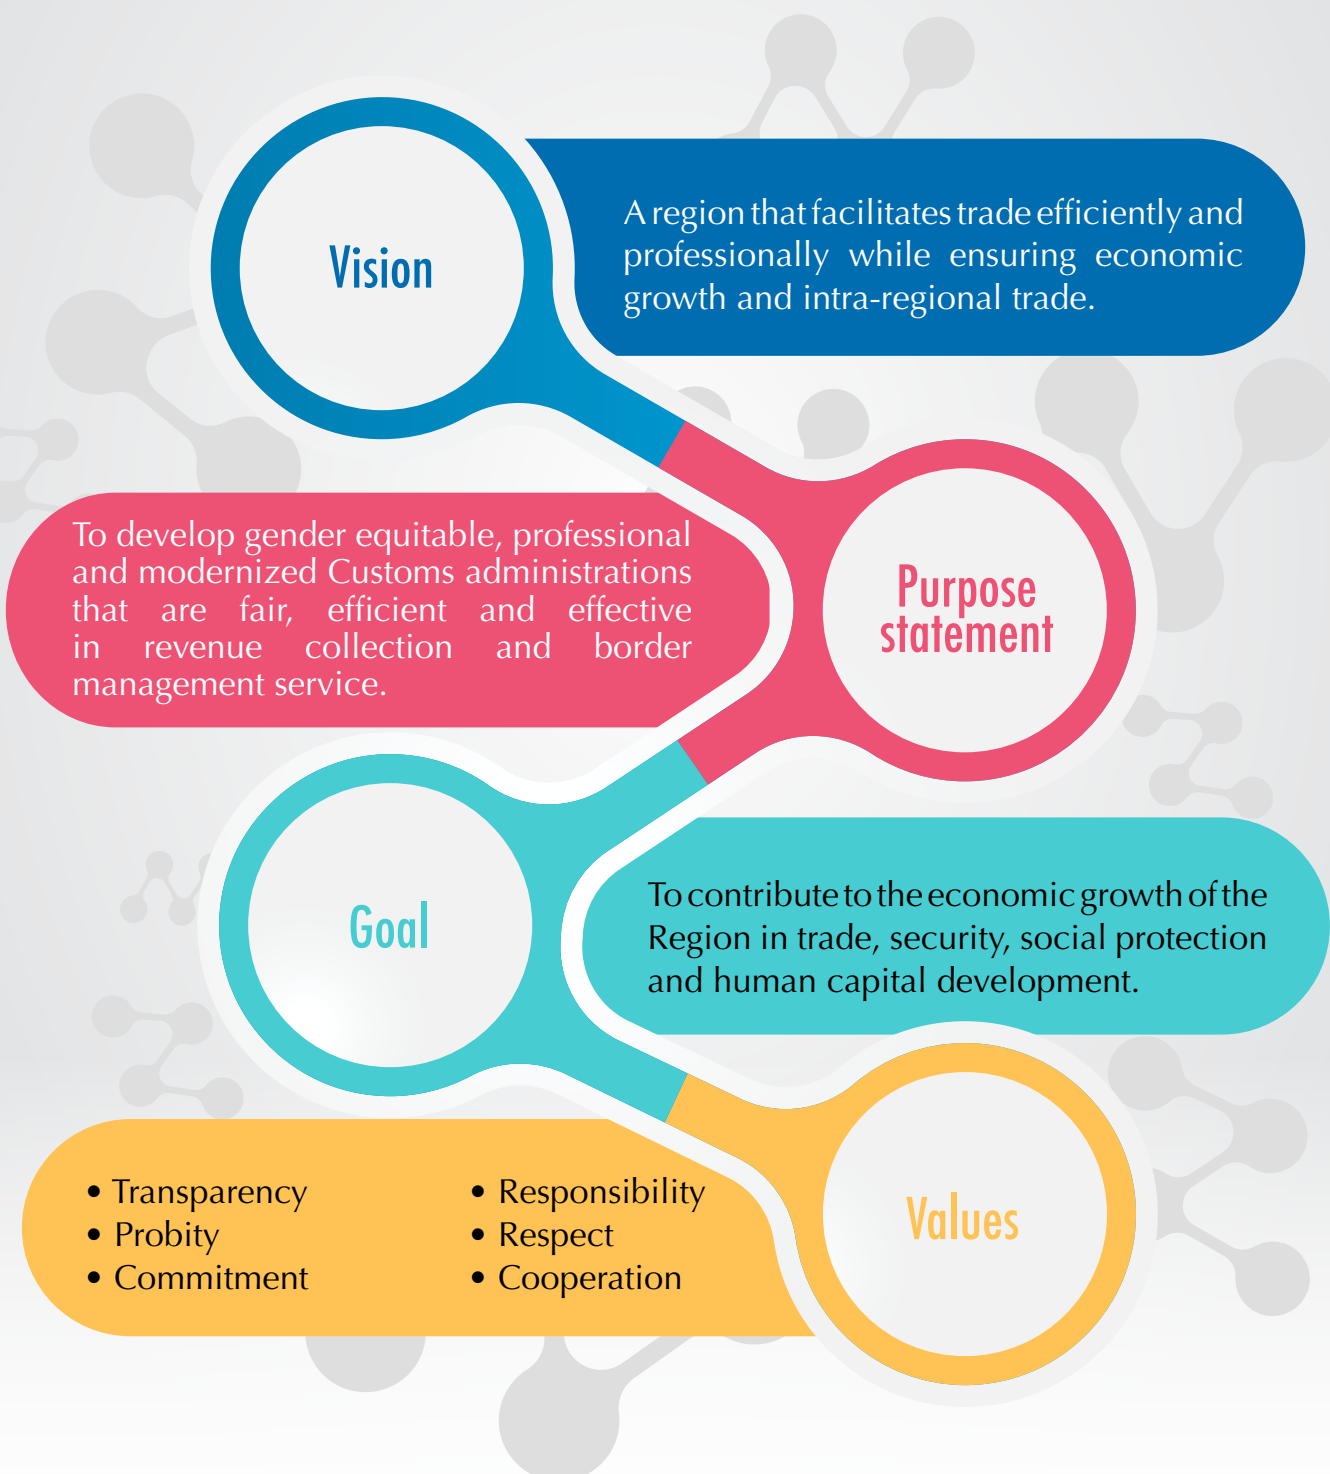 Vision
A region that facilitates trade efficiently and
professionally while ensuring economic
growth and intra-regional trade.
Purpose
statement
To develop gender equitable, professional
and modernized Customs administrations
that are fair, efficient and effective
in revenue collection and border
management service.
Goal
To contribute to the economic growth of the
Region in trade, security, social protection
and human capital development.
Values
• Transparency
• Probity
• Commitment
• Responsibility
• Respect
• Cooperation